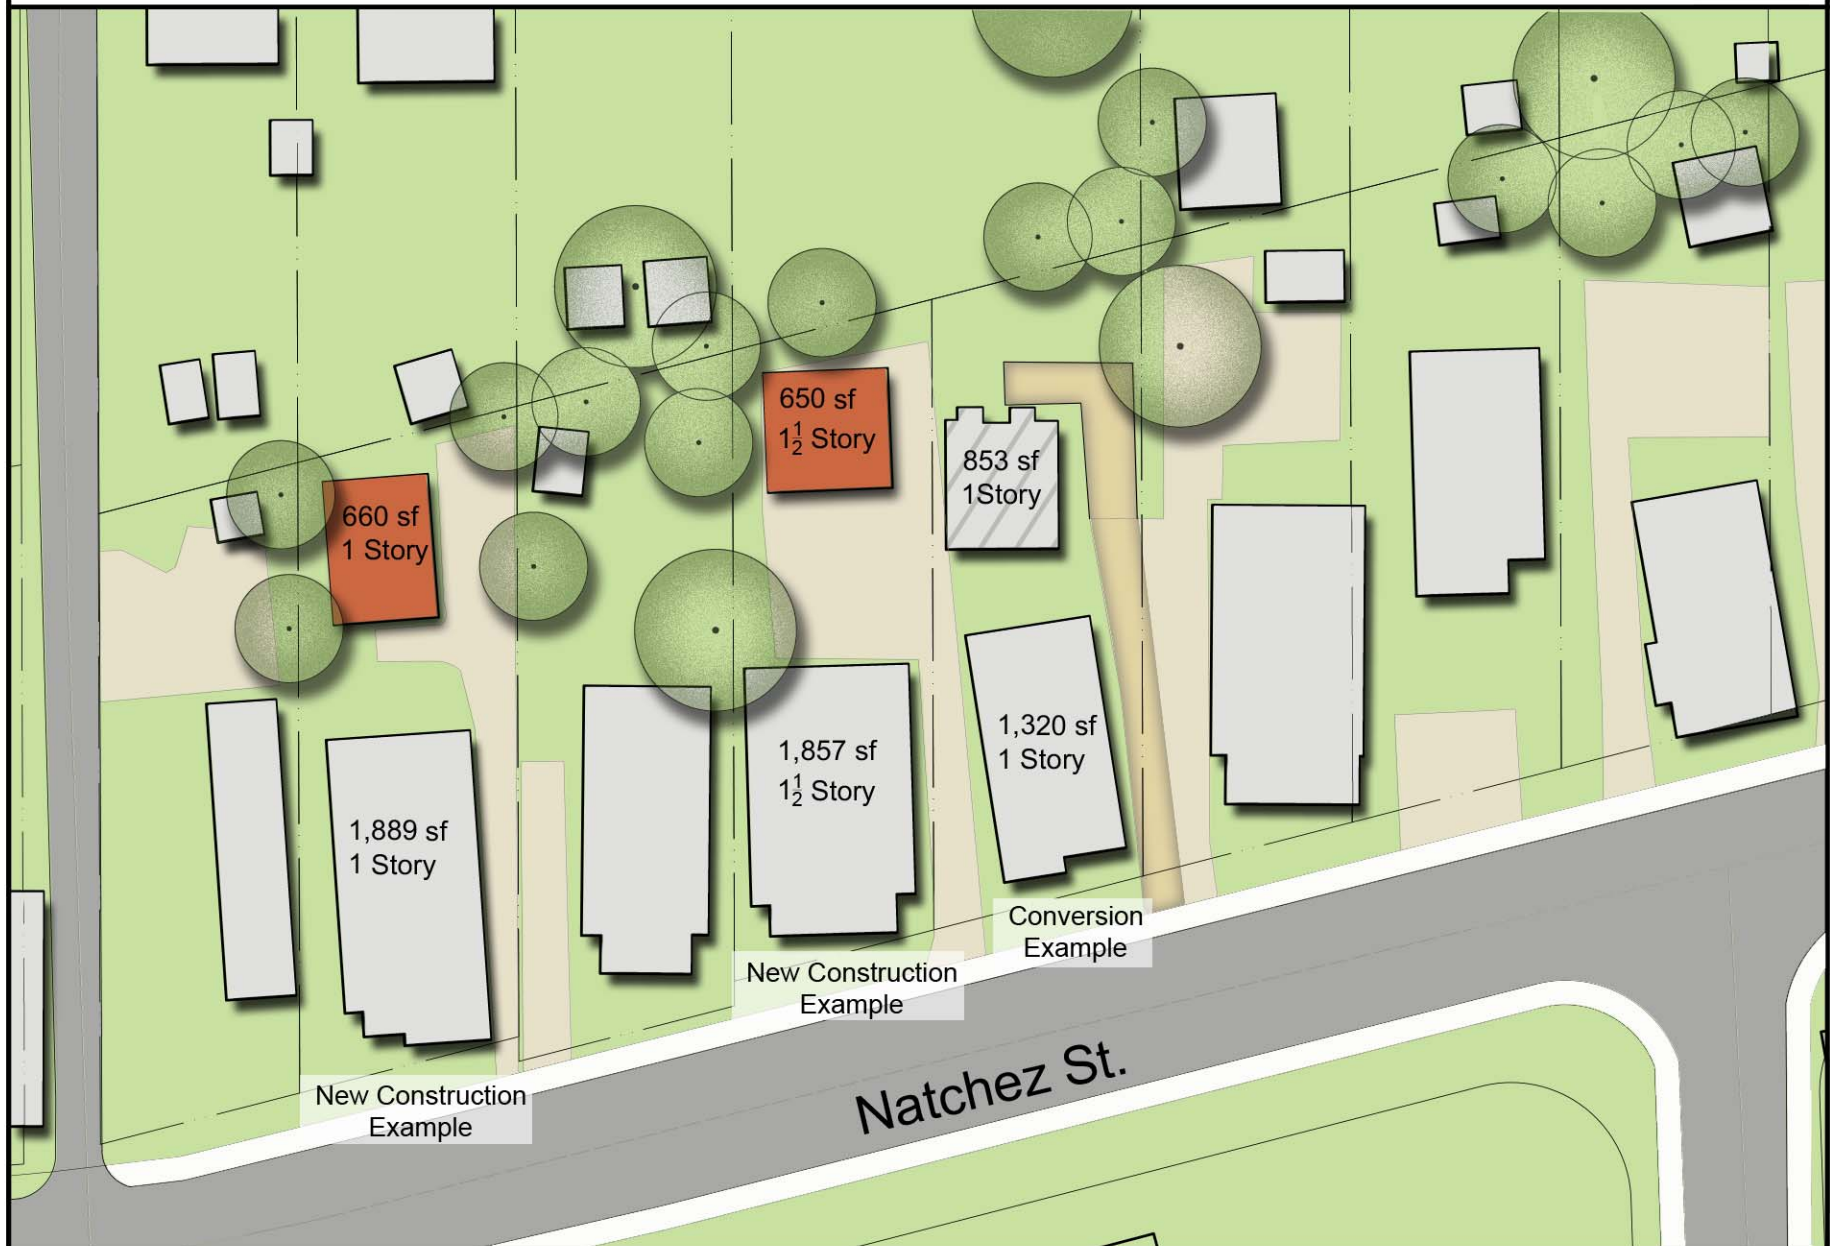 650 sf
1½ Story
853 sf
1Story
660 sf
1 Story
1,320 sf
1 Story
1,857 sf
1½ Story
1,889 sf
1 Story
Conversion
Example
New Construction
Example
Natchez St.
New Construction
Example